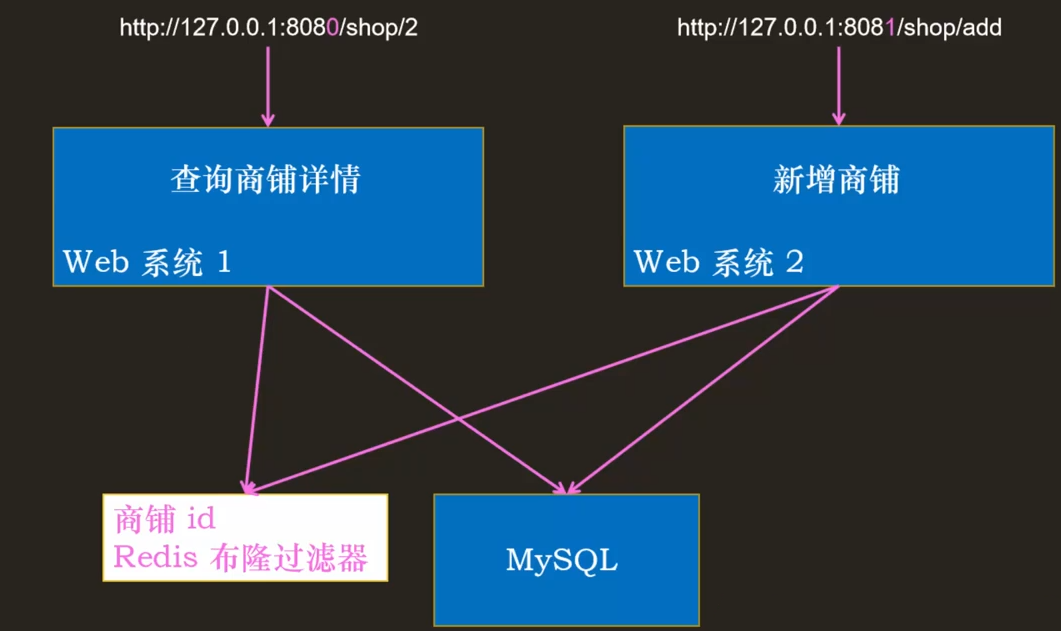 http://127.0.0.1:8080/shop/2
http://127.0.0.1:8081/shop/add
查询商铺详情
Web 系统 1
新增商铺
Web 系统 2
商铺 id
Redis 布隆过滤器
MySQL